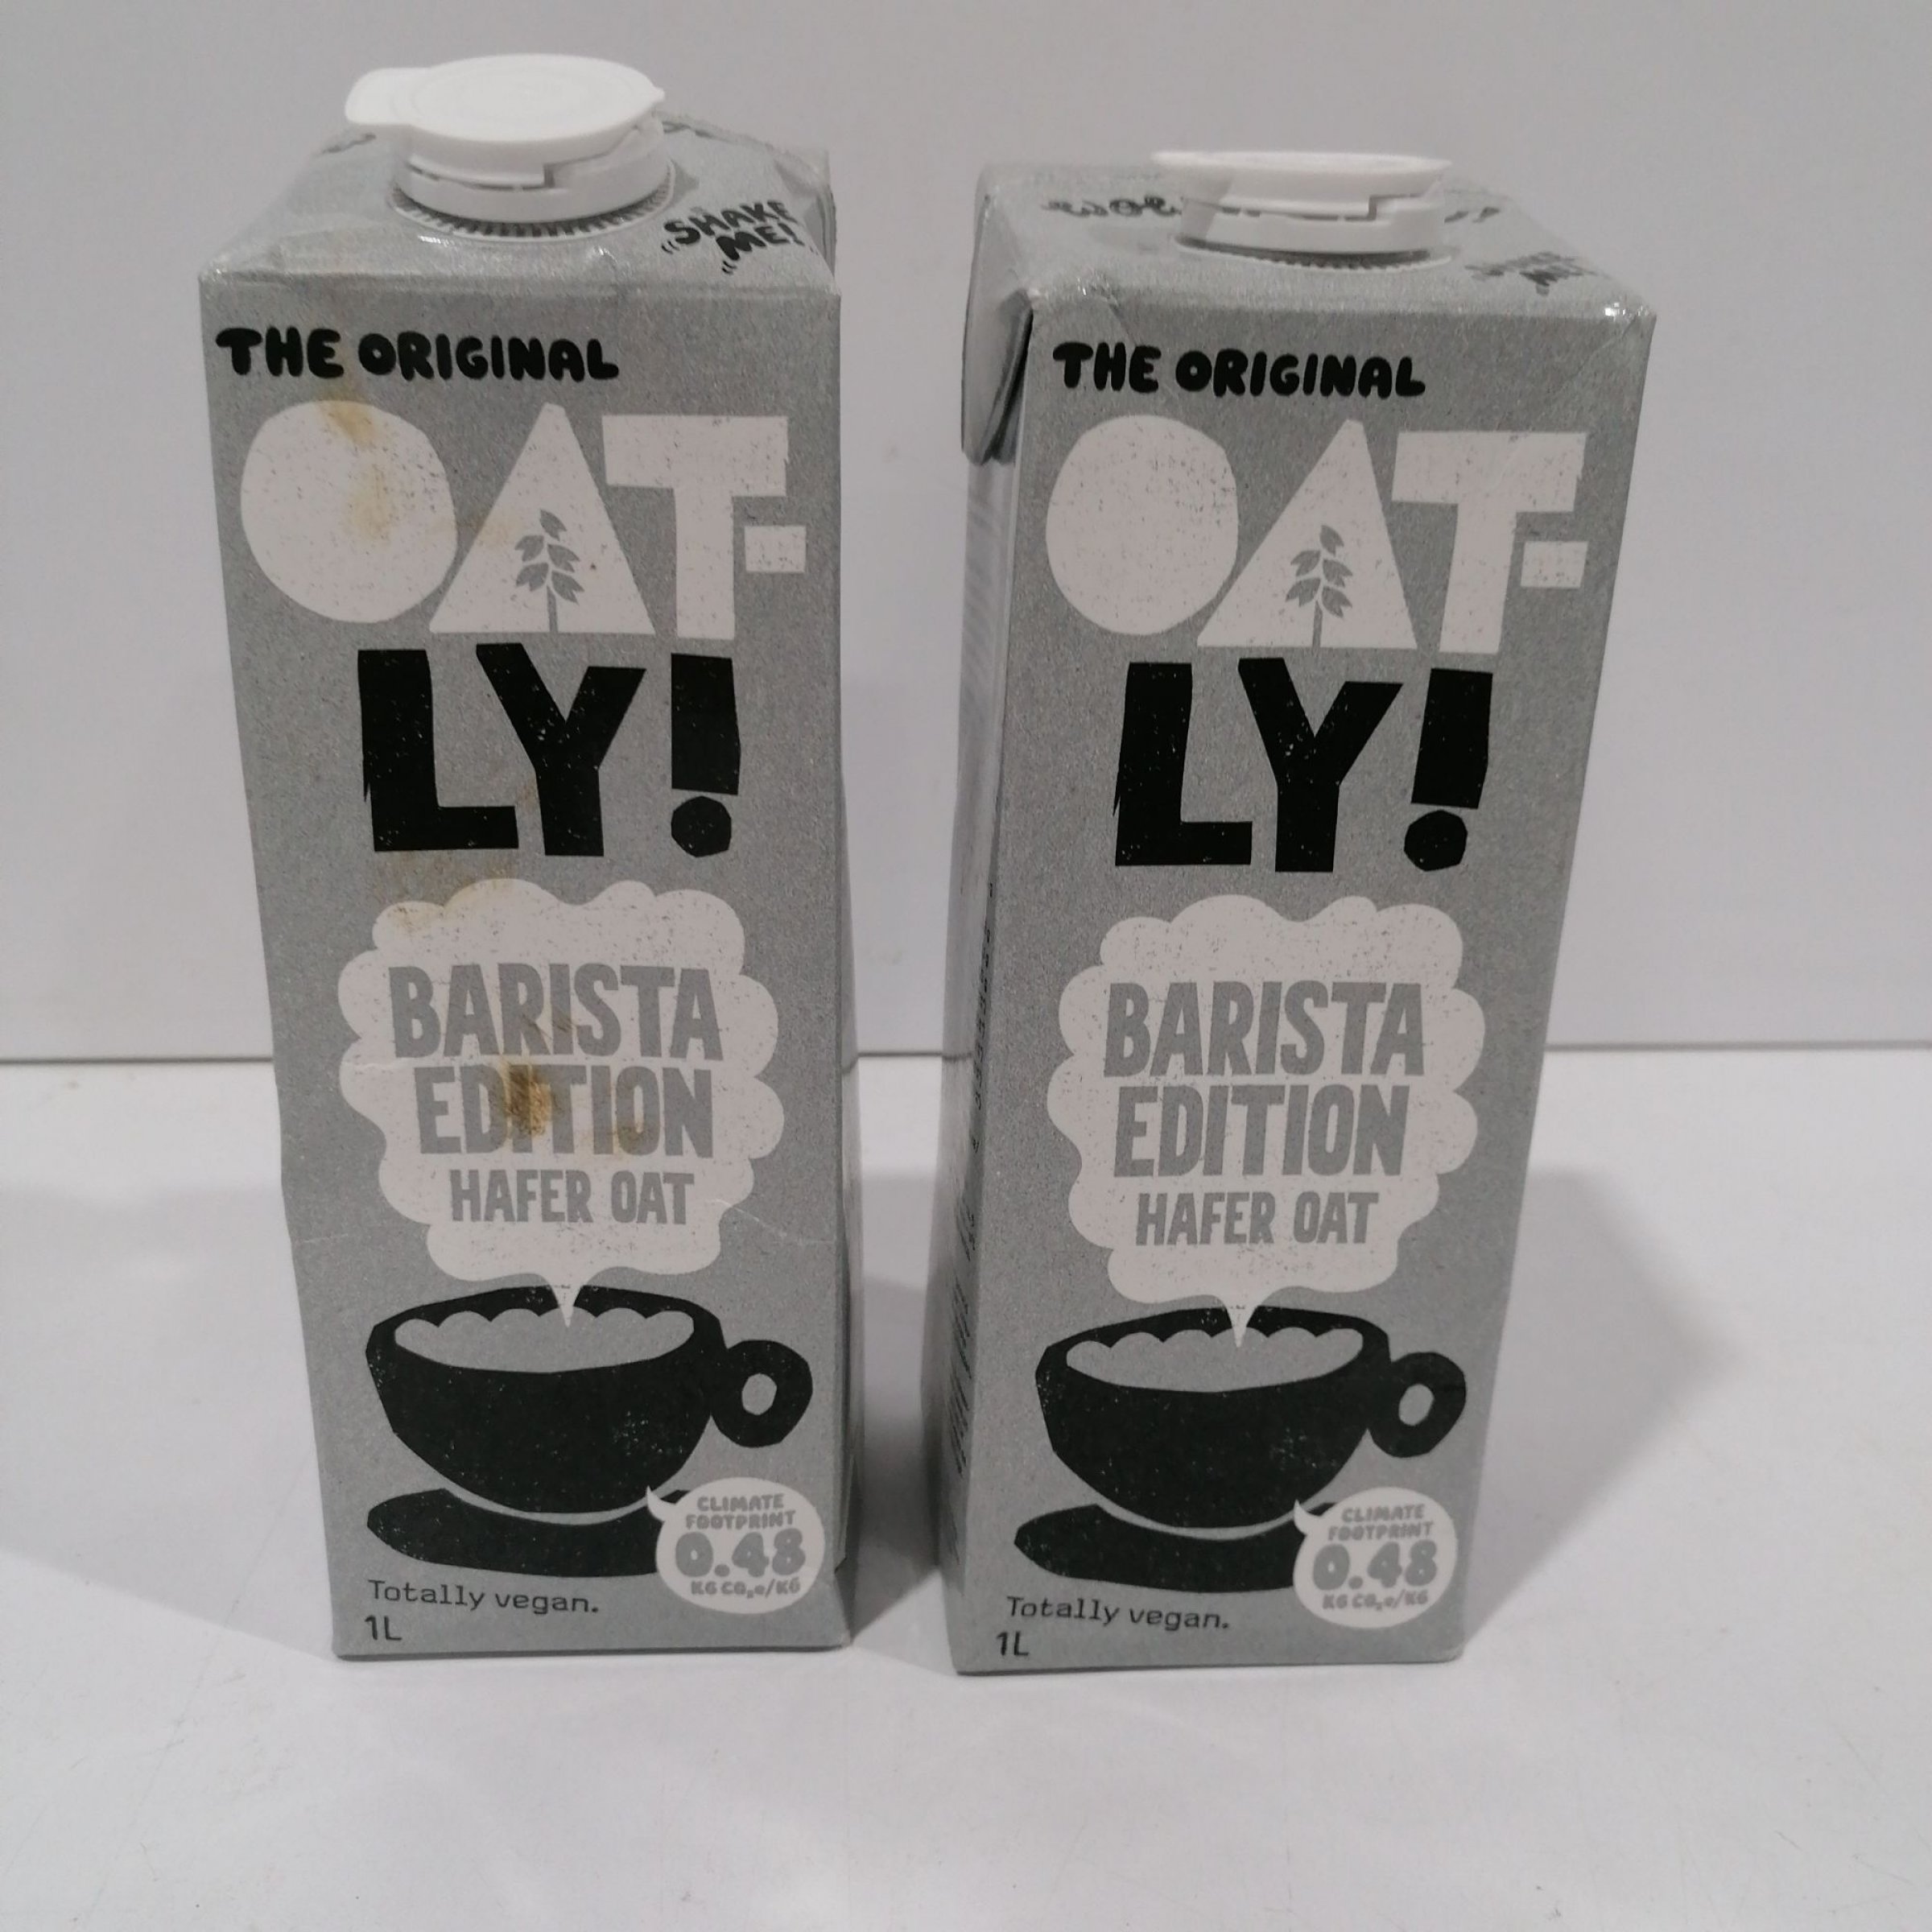 SHAKE
ME!
THE ORIGINAL
OAT-
LY!
BARISTA
EDITION
HAFER OAT
CLIMATE
FOOTPRINT
0.48
KG CO₂e/KG
Totally vegan.
1L
ME!
THE ORIGINAL
OAT-
LY!
BARISTA
EDITION
HAFER OAT
CLIMATE
FOOTPRINT
0.48
KG CO₂e/KG
Totally vegan.
1L